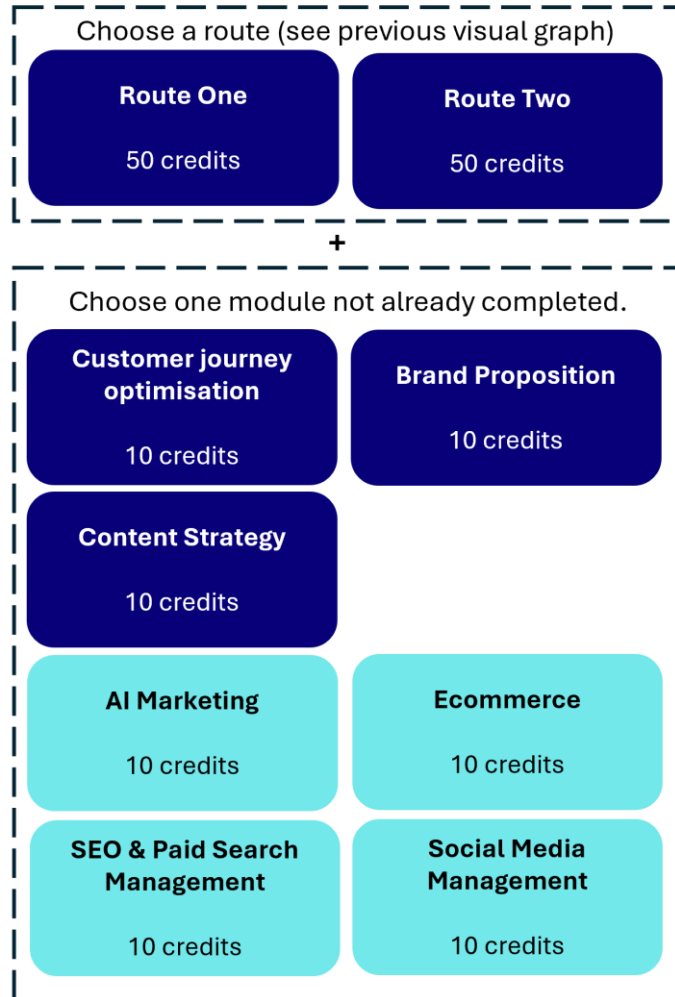 Choose a route (see previous visual graph)
Route One
50 credits
Route Two
50 credits
+
Choose one module not already completed.
Customer journey
optimisation
10 credits
Brand Proposition
10 credits
Content Strategy
10 credits
AI Marketing
10 credits
Ecommerce
10 credits
SEO & Paid Search
Management
10 credits
Social Media
Management
10 credits